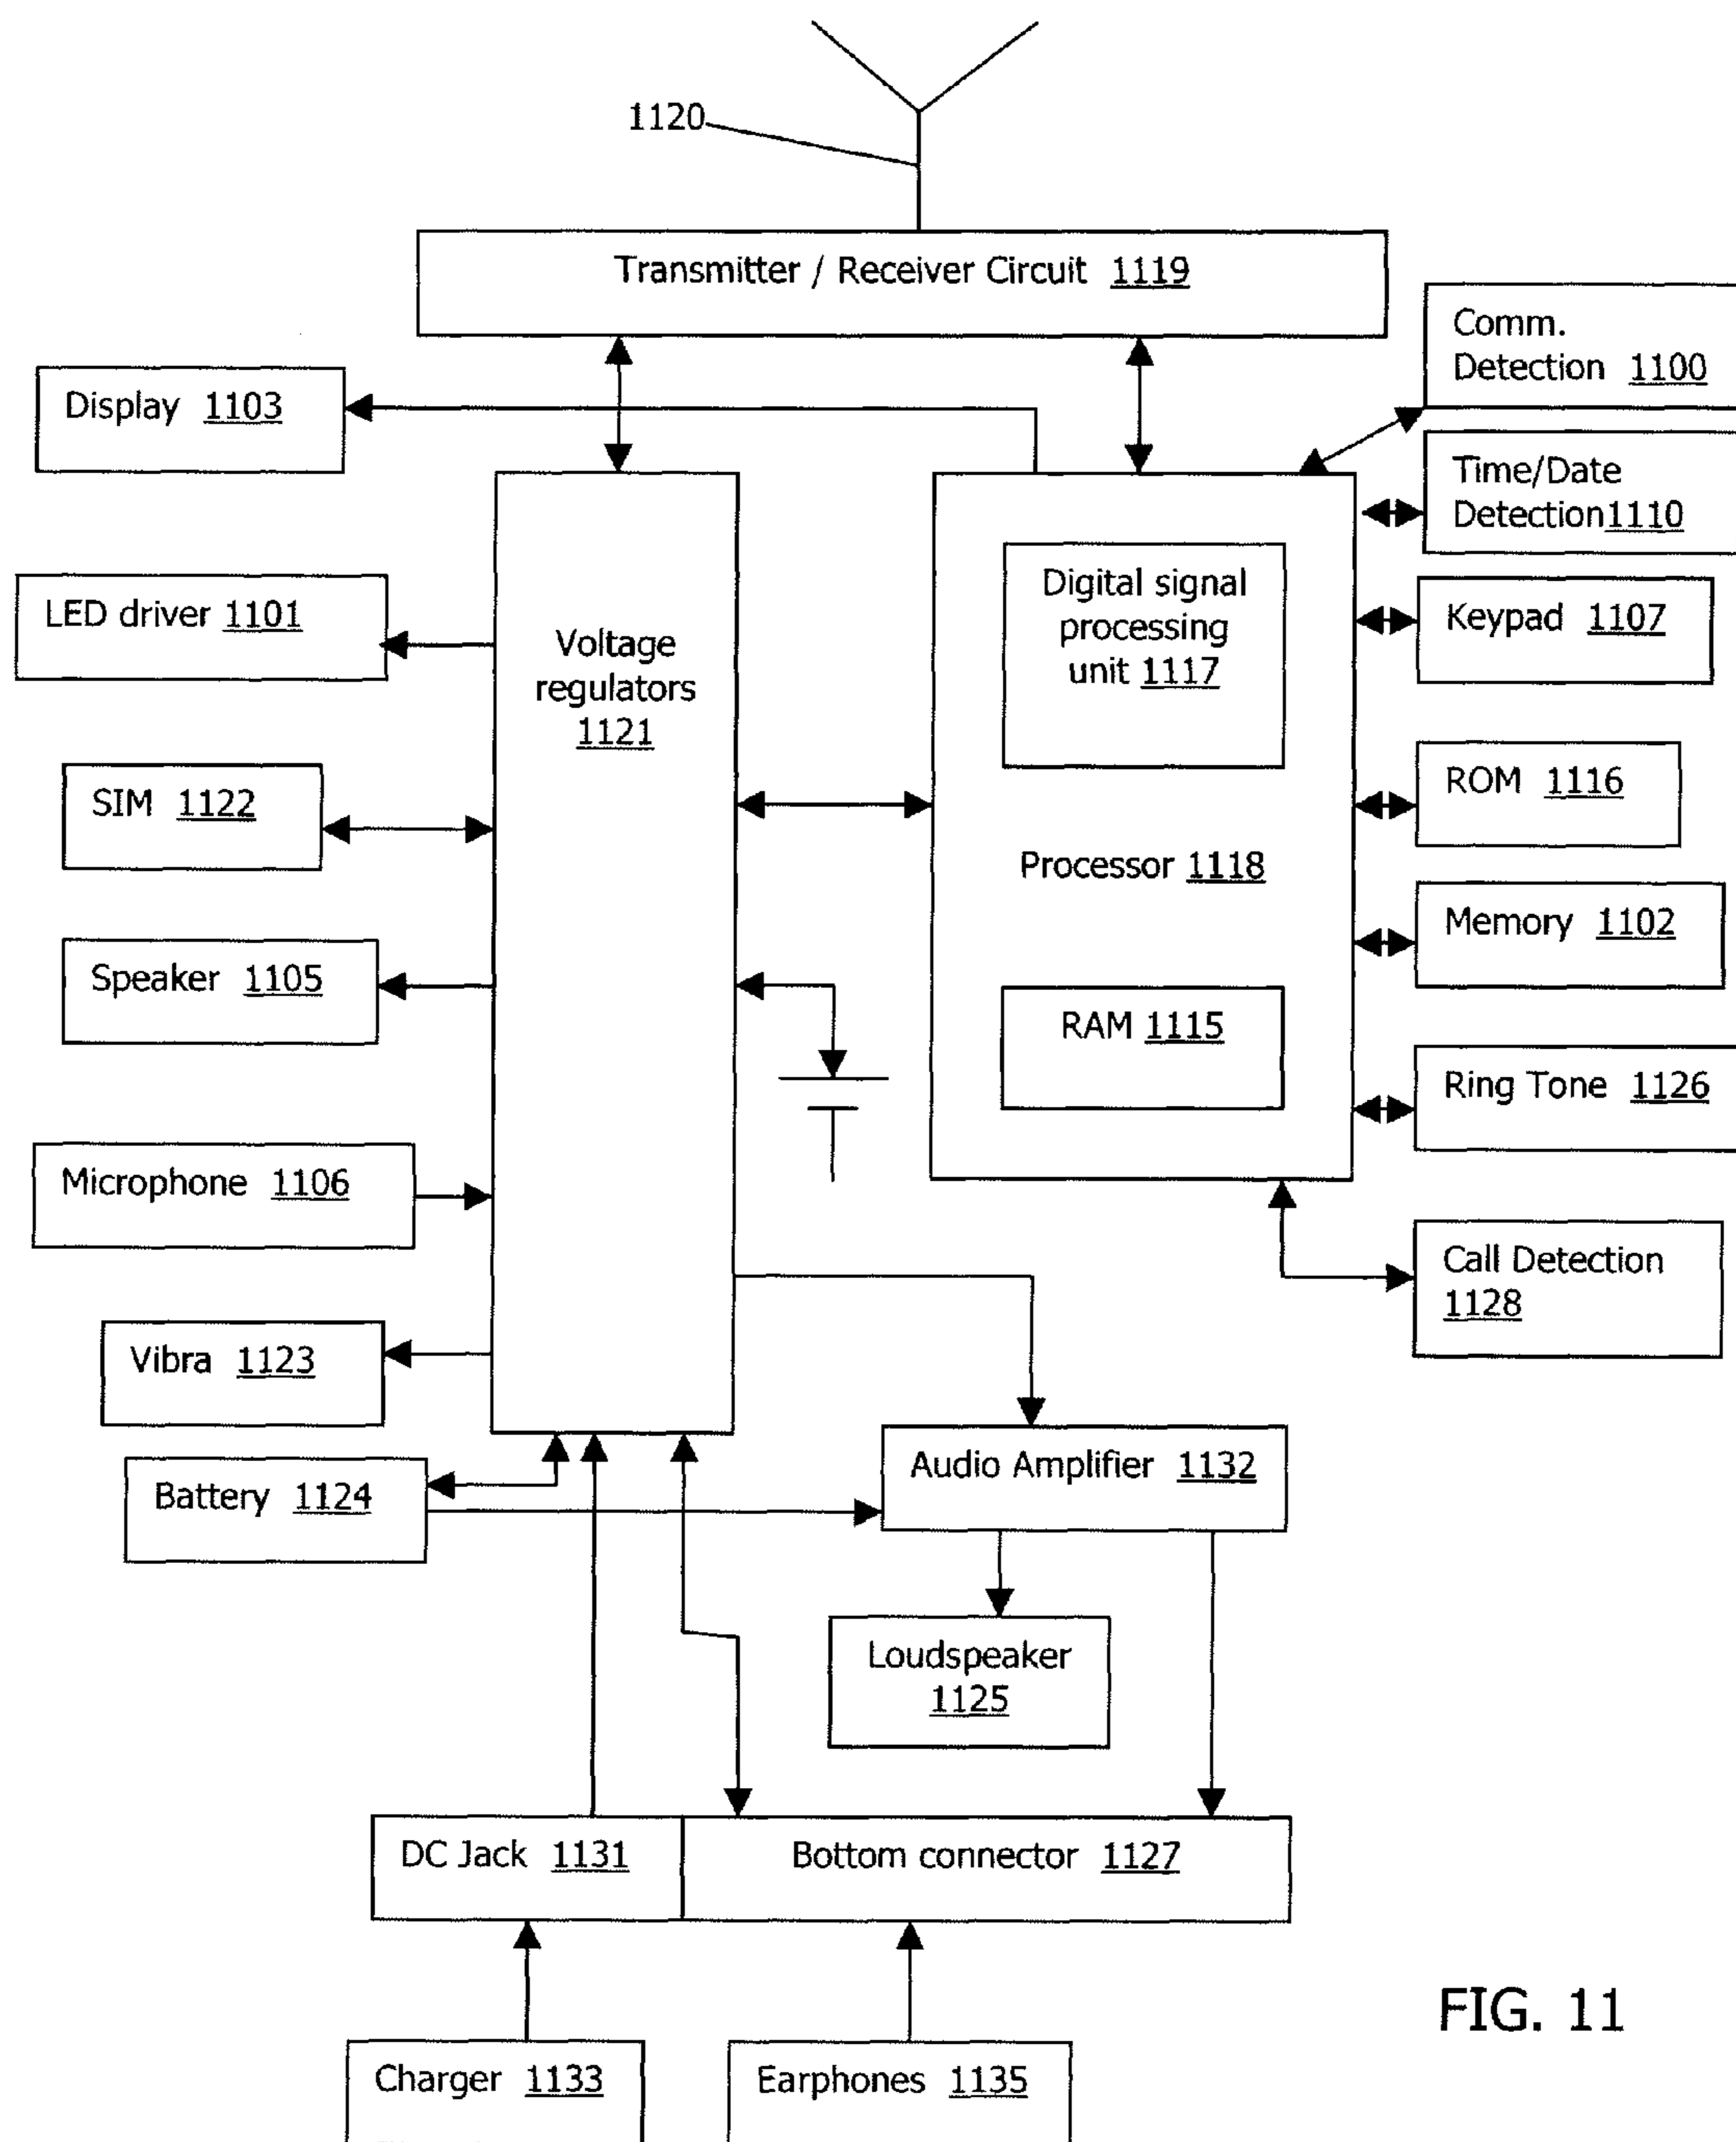 1120
Transmitter / Receiver Circuit 1119
Comm.
Detection 1100
Display 1103
Time/Date
Detection1110
LED driver 1101
Voltage
regulators
1121
Digital signal
processing
unit 1117
Keypad 1107
SIM 1122
ROM 1116
Processor 1118
Memory 1102
Speaker 1105
RAM 1115
Ring Tone 1126
Microphone 1106
Call Detection
1128
Vibra 1123
Battery 1124
Audio Amplifier 1132
Loudspeaker
1125
DC Jack 1131
Bottom connector 1127
Charger 1133
Earphones 1135
FIG. 11